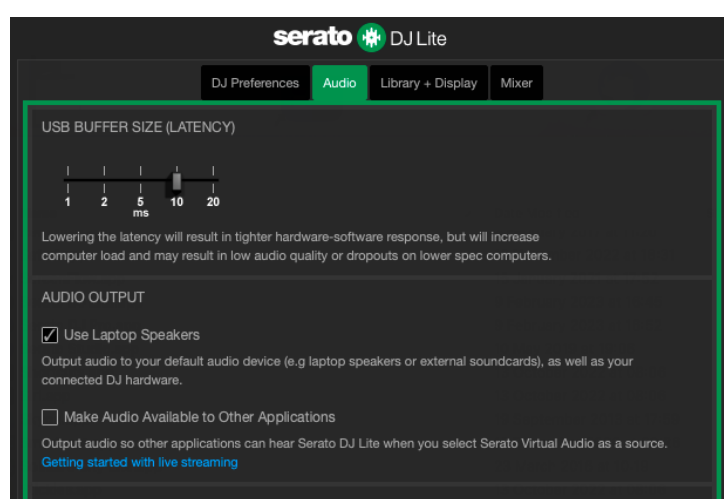 serato DJ Lite
DJ Preferences Audio Library + Display Mixer
USB BUFFER SIZE (LATENCY)
1 2 5 10 20
ms
Lowering the latency will result in tighter hardware-software response, but will increase
computer load and may result in low audio quality or dropouts on lower spec computers.
AUDIO OUTPUT
Use Laptop Speakers
Output audio to your default audio device (e.g laptop speakers or external soundcards), as well as your
connected DJ hardware.
Make Audio Available to Other Applications
Output audio so other applications can hear Serato DJ Lite when you select Serato Virtual Audio as a source.
Getting started with live streaming